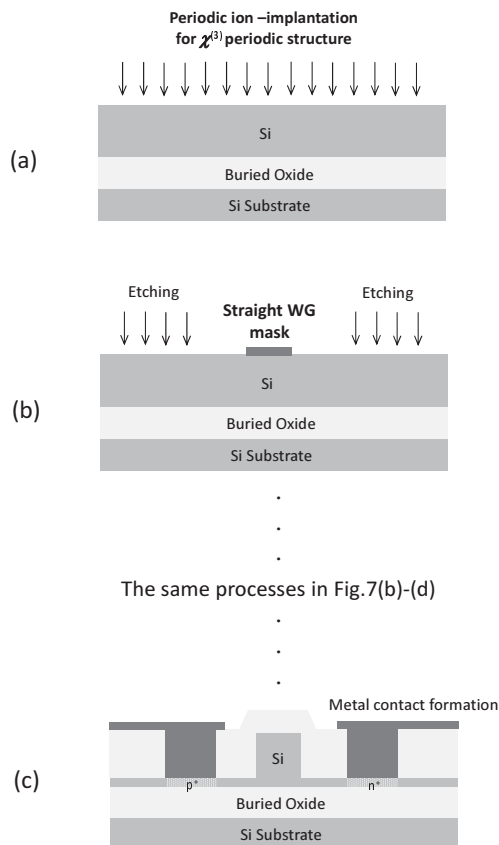 Periodic ion –implantation
for χ⁽³⁾ periodic structure
(a)
Si
Buried Oxide
Si Substrate
Etching
Etching
Straight WG
mask
(b)
Si
Buried Oxide
Si Substrate
The same processes in Fig.7(b)-(d)
Metal contact formation
(c)
Si
p⁺
n⁺
Buried Oxide
Si Substrate